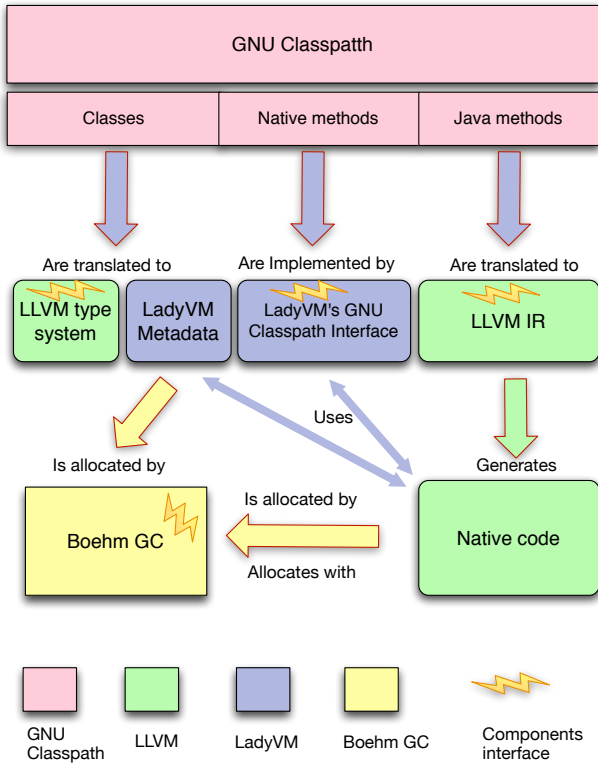 GNU Classpatth
Classes
Native methods
Java methods
Are translated to
Are Implemented by
Are translated to
LLVM type
system
LadyVM
Metadata
LadyVM's GNU
Classpath Interface
LLVM IR
Uses
Is allocated by
Generates
Boehm GC
Is allocated by
Allocates with
Native code
GNU
Classpath
LLVM
LadyVM
Boehm GC
Components
interface